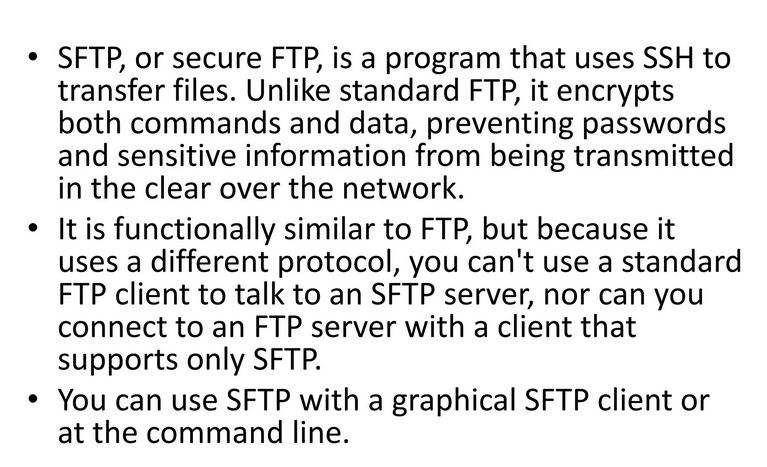 • SFTP, or secure FTP, is a program that uses SSH to
transfer files. Unlike standard FTP, it encrypts
both commands and data, preventing passwords
and sensitive information from being transmitted
in the clear over the network.
• It is functionally similar to FTP, but because it
uses a different protocol, you can't use a standard
FTP client to talk to an SFTP server, nor can you
connect to an FTP server with a client that
supports only SFTP.
• You can use SFTP with a graphical SFTP client or
at the command line.